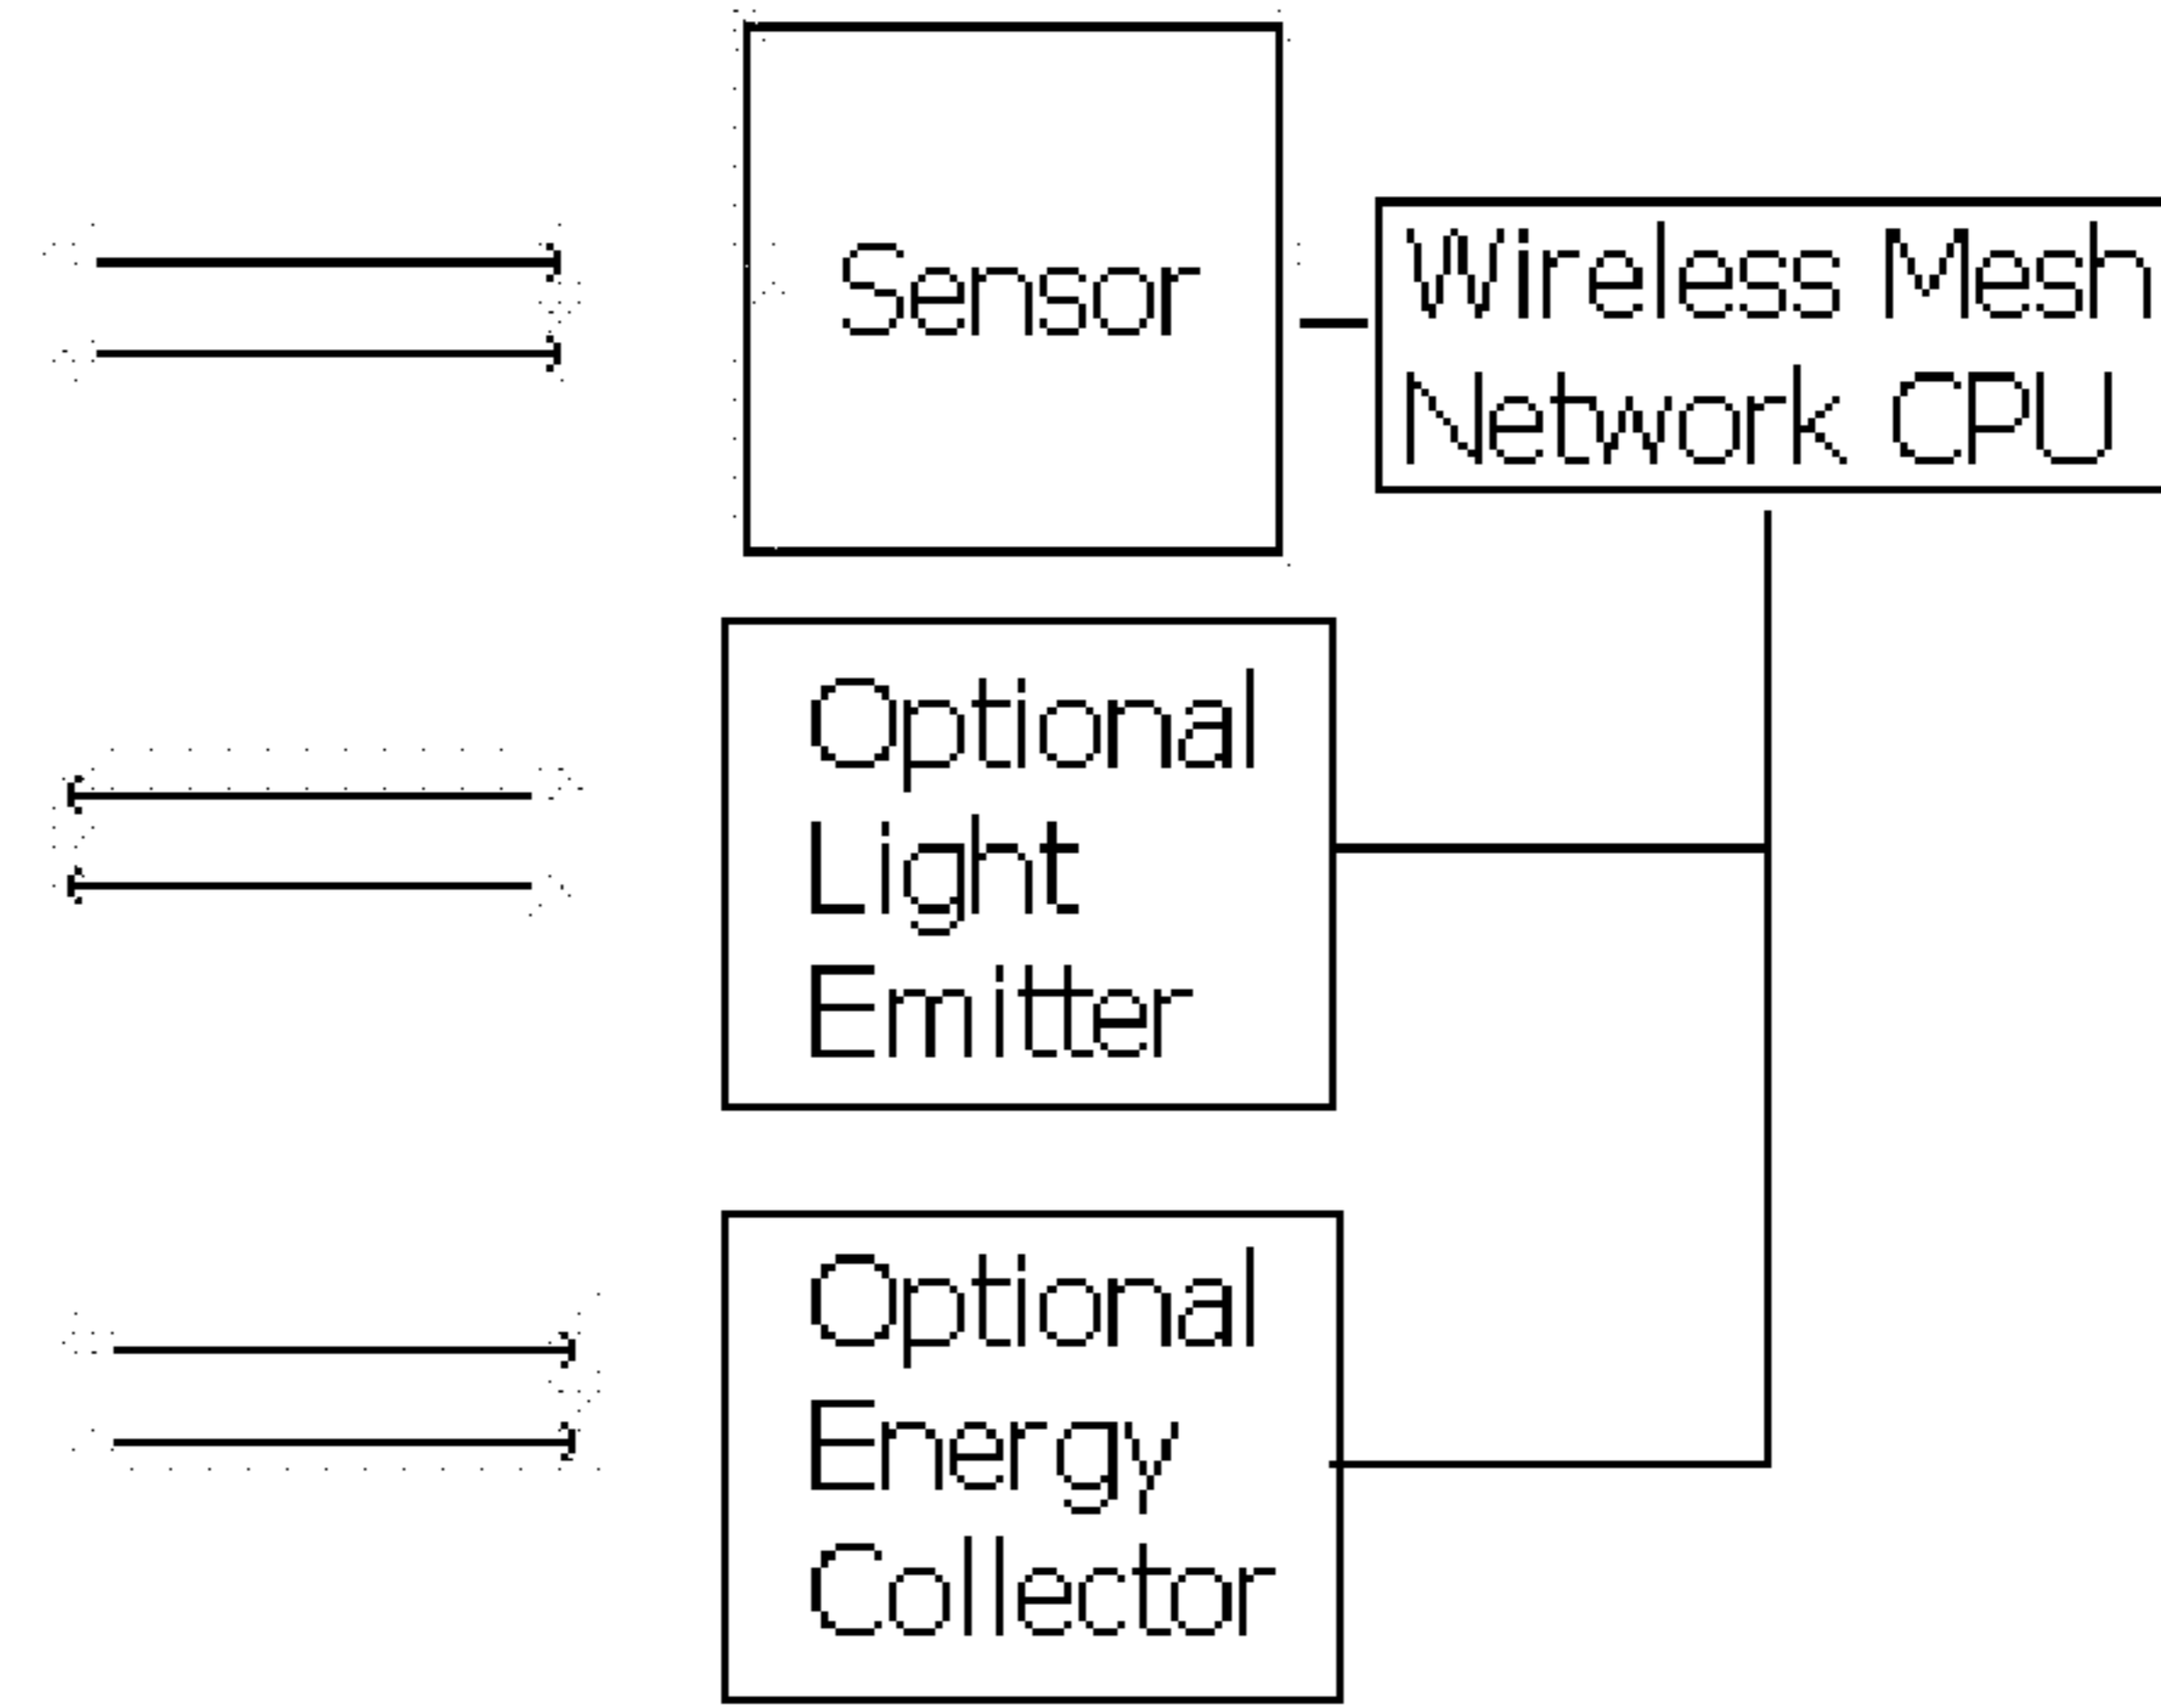 Sensor
Wireless Mesh
Network CPU
Optional
Light
Emitter
Optional
Energy
Collector